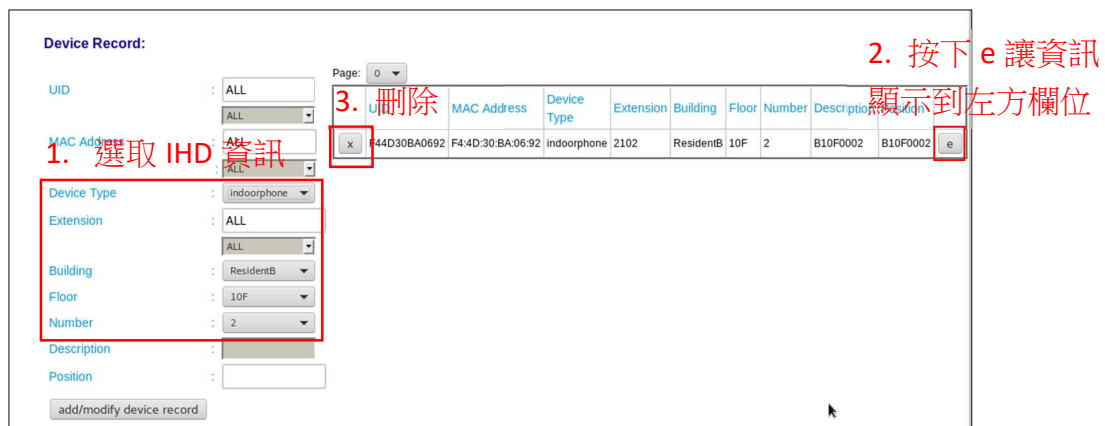 Device Record:
2. 按下 e 讓資訊
顯示到左方欄位
Page: 0
UID : ALL
ALL
3. 刪除
UID MAC Address Device Type Extension Building Floor Number Description Position
MAC Address : ALL
: ALL
1. 選取 IHD 資訊
x F44D30BA0692 F4:4D:30:BA:06:92 indoorphone 2102 ResidentB 10F 2 B10F0002 B10F0002 e
Device Type : indoorphone
Extension : ALL
ALL
Building : ResidentB
Floor : 10F
Number : 2
Description :
Position :
add/modify device record